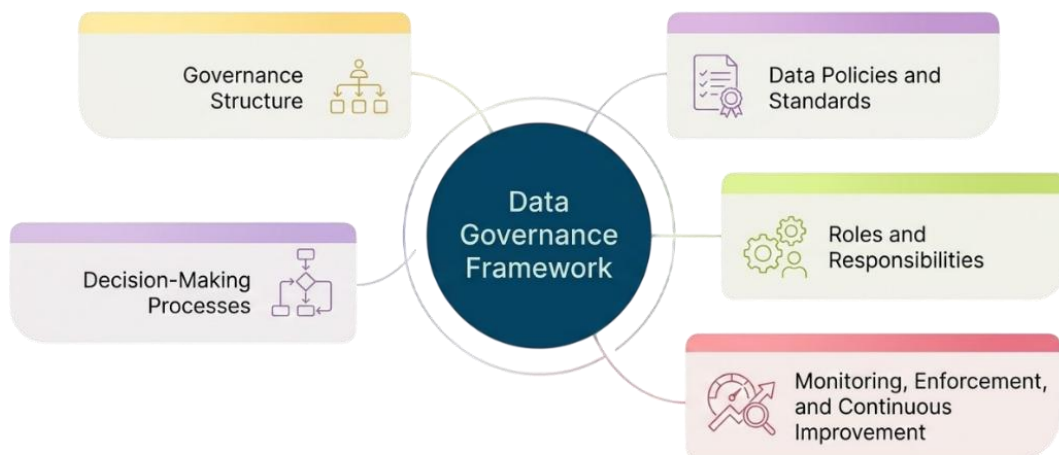 Governance
Structure
Data Policies and
Standards
Data
Governance
Framework
Decision-Making
Processes
Roles and
Responsibilities
Monitoring, Enforcement,
and Continuous
Improvement